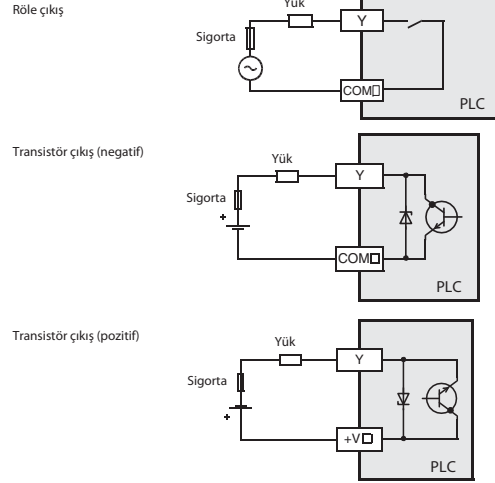 Röle çıkış
Yük
Sigorta
Y
COM
PLC
Transistör çıkış (negatif)
Yük
Sigorta
Y
+
COM
PLC
Transistör çıkış (pozitif)
Yük
Sigorta
Y
+
+V
PLC